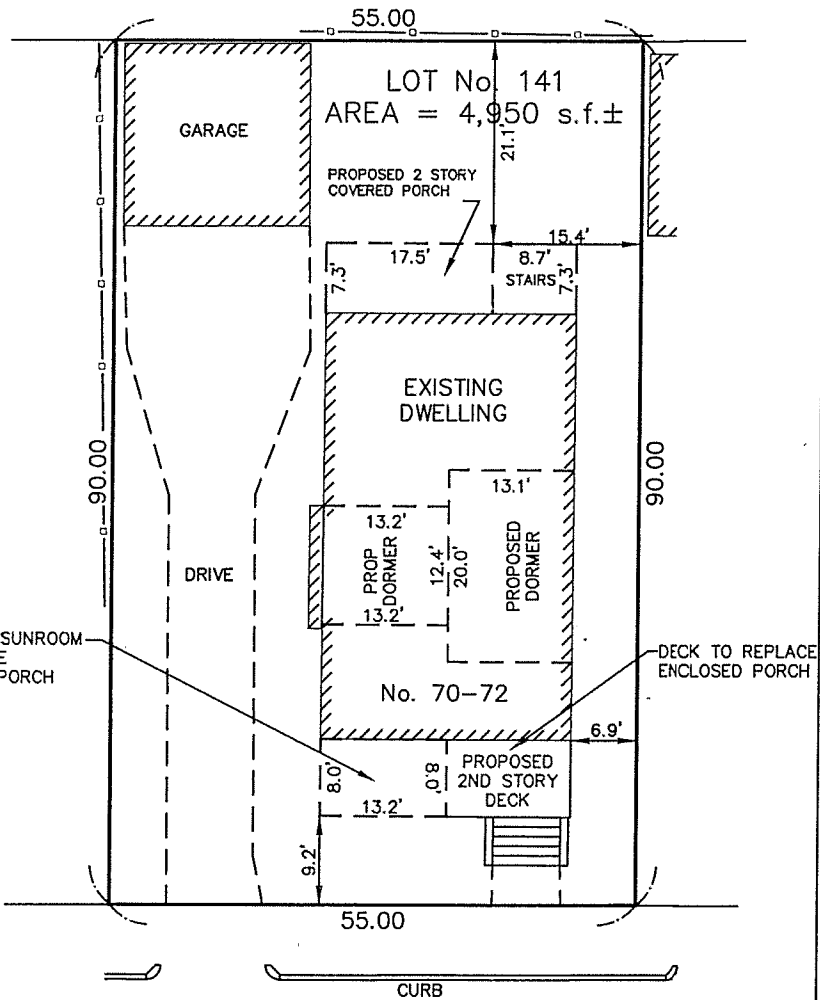 55.00
LOT No. 141
AREA = 4,950 s.f.±
GARAGE
21.1'
PROPOSED 2 STORY
COVERED PORCH
15.4'
17.5'
8.7'
7.3'
STAIRS
7.3'
EXISTING
DWELLING
90.00
90.00
13.1'
13.2'
PROP
DORMER
12.4'
20.0'
PROPOSED
DORMER
DRIVE
13.2'
SUNROOM
E
PORCH
DECK TO REPLACE
ENCLOSED PORCH
No. 70-72
6.9'
8.0'
8.0'
PROPOSED
2ND STORY
DECK
13.2'
9.2'
55.00
CURB